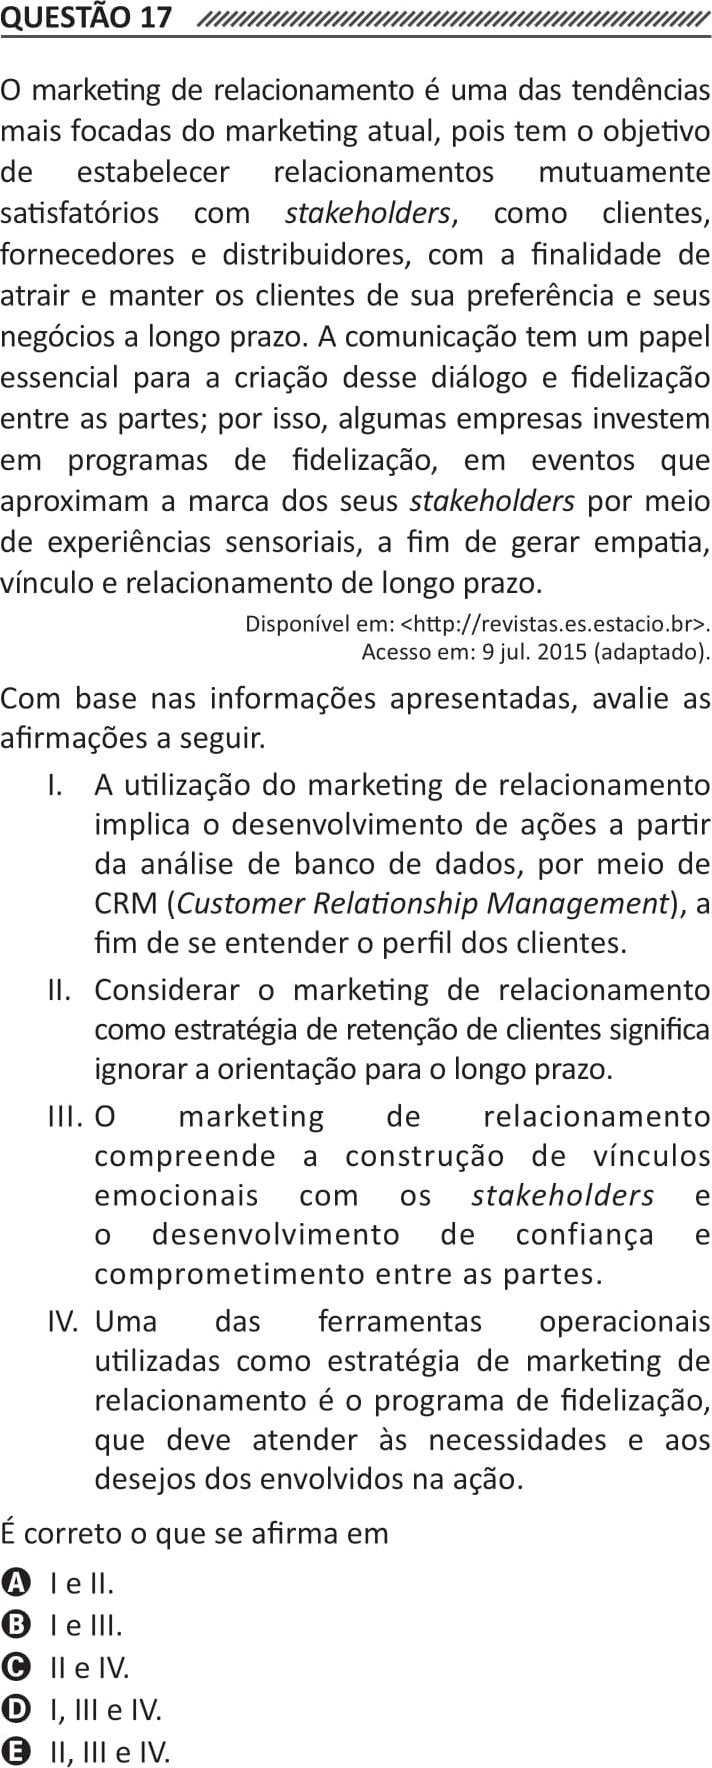 QUESTÃO 17
O marketing de relacionamento é uma das tendências
mais focadas do marketing atual, pois tem o objetivo
de estabelecer relacionamentos mutuamente
satisfatórios com stakeholders, como clientes,
fornecedores e distribuidores, com a finalidade de
atrair e manter os clientes de sua preferência e seus
negócios a longo prazo. A comunicação tem um papel
essencial para a criação desse diálogo e fidelização
entre as partes; por isso, algumas empresas investem
em programas de fidelização, em eventos que
aproximam a marca dos seus stakeholders por meio
de experiências sensoriais, a fim de gerar empatia,
vínculo e relacionamento de longo prazo.
Disponível em: <http://revistas.es.estacio.br>.
Acesso em: 9 jul. 2015 (adaptado).
Com base nas informações apresentadas, avalie as
afirmações a seguir.
I. A utilização do marketing de relacionamento
implica o desenvolvimento de ações a partir
da análise de banco de dados, por meio de
CRM (Customer Relationship Management), a
fim de se entender o perfil dos clientes.
II. Considerar o marketing de relacionamento
como estratégia de retenção de clientes significa
ignorar a orientação para o longo prazo.
III. O marketing de relacionamento
compreende a construção de vínculos
emocionais com os stakeholders e
o desenvolvimento de confiança e
comprometimento entre as partes.
IV. Uma das ferramentas operacionais
utilizadas como estratégia de marketing de
relacionamento é o programa de fidelização,
que deve atender às necessidades e aos
desejos dos envolvidos na ação.
É correto o que se afirma em
A I e II.
B I e III.
C II e IV.
D I, III e IV.
E II, III e IV.